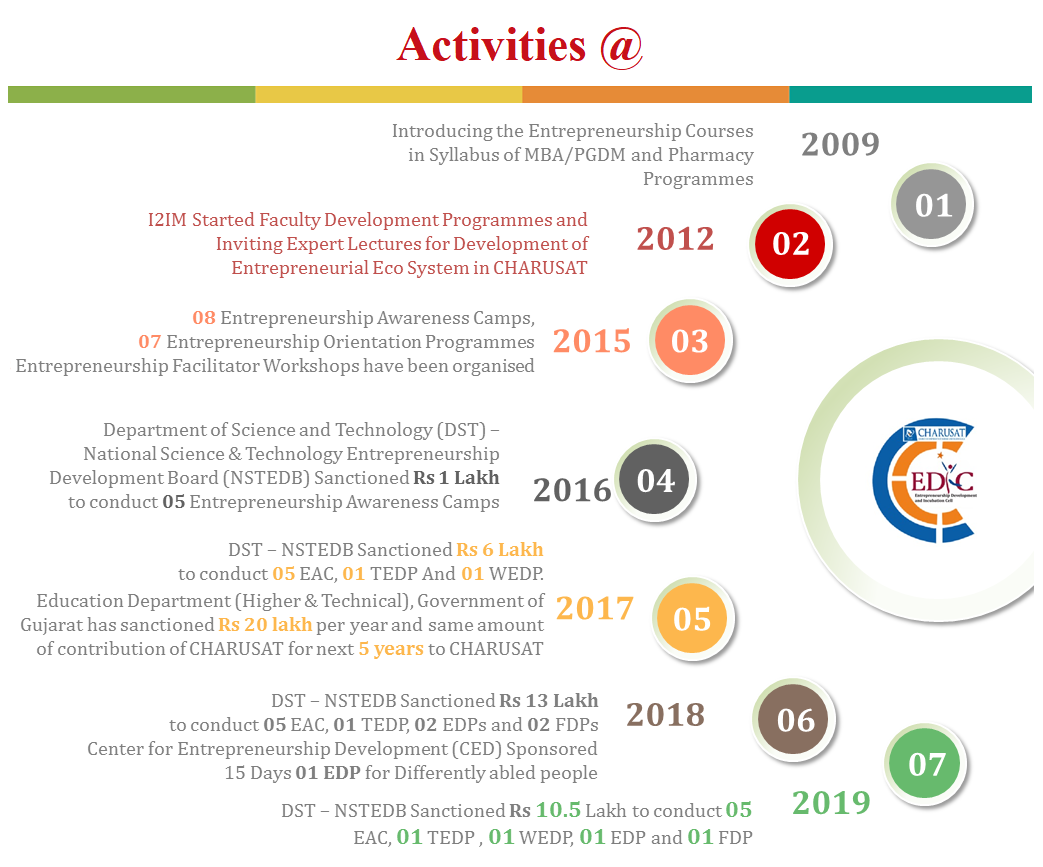 Activities @
Introducing the Entrepreneurship Courses
in Syllabus of MBA/PGDM and Pharmacy
Programmes
2009
01
I2IM Started Faculty Development Programmes and
Inviting Expert Lectures for Development of
Entrepreneurial Eco System in CHARUSAT
2012
02
08 Entrepreneurship Awareness Camps,
07 Entrepreneurship Orientation Programmes
Entrepreneurship Facilitator Workshops have been organised
2015
03
Department of Science and Technology (DST) –
National Science & Technology Entrepreneurship
Development Board (NSTEDB) Sanctioned Rs 1 Lakh
to conduct 05 Entrepreneurship Awareness Camps
2016
04
CHARUSAT
EDIC
Entrepreneurship Development
and Incubation Cell
DST – NSTEDB Sanctioned Rs 6 Lakh
to conduct 05 EAC, 01 TEDP And 01 WEDP.
Education Department (Higher & Technical), Government of
Gujarat has sanctioned Rs 20 lakh per year and same amount
of contribution of CHARUSAT for next 5 years to CHARUSAT
2017
05
DST – NSTEDB Sanctioned Rs 13 Lakh
to conduct 05 EAC, 01 TEDP, 02 EDPs and 02 FDPs
Center for Entrepreneurship Development (CED) Sponsored
15 Days 01 EDP for Differently abled people
2018
06
DST – NSTEDB Sanctioned Rs 10.5 Lakh to conduct 05
EAC, 01 TEDP , 01 WEDP, 01 EDP and 01 FDP
2019
07